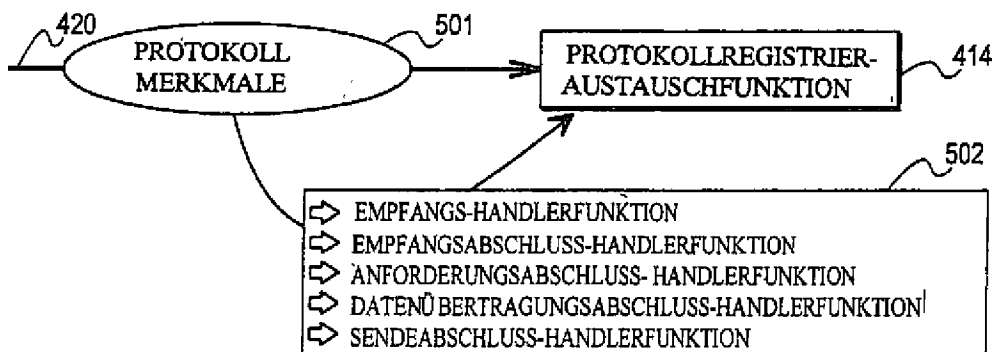 420
PROTOKOLL
MERKMALE
501
PROTOKOLLREGISTRIER-
AUSTAUSCHFUNKTION
414
502
EMPFANGS-HANDLERFUNKTION
EMPFANGSABSCHLUSS-HANDLERFUNKTION
ANFORDERUNGSABSCHLUSS- HANDLERFUNKTION
DATENÜBERTRAGUNGSABSCHLUSS-HANDLERFUNKTION
SENDEABSCHLUSS-HANDLERFUNKTION